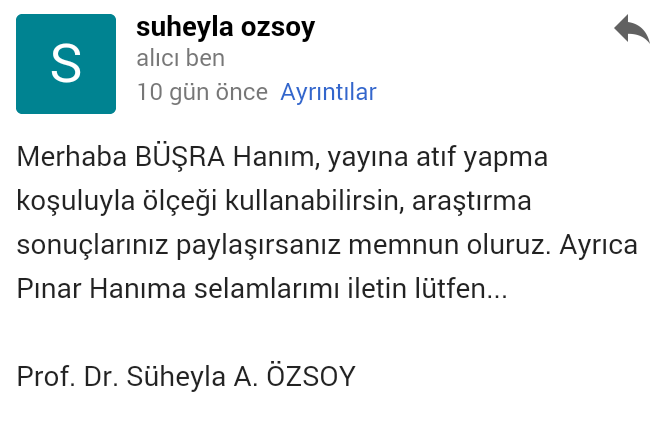 S
suheyla ozsoy
alıcı ben
10 gün önce Ayrıntılar
Merhaba BÜŞRA Hanım, yayına atıf yapma
koşuluyla ölçeği kullanabilirsin, araştırma
sonuçlarınız paylaşırsanız memnun oluruz. Ayrıca
Pınar Hanıma selamlarımı iletin lütfen...
Prof. Dr. Süheyla A. ÖZSOY